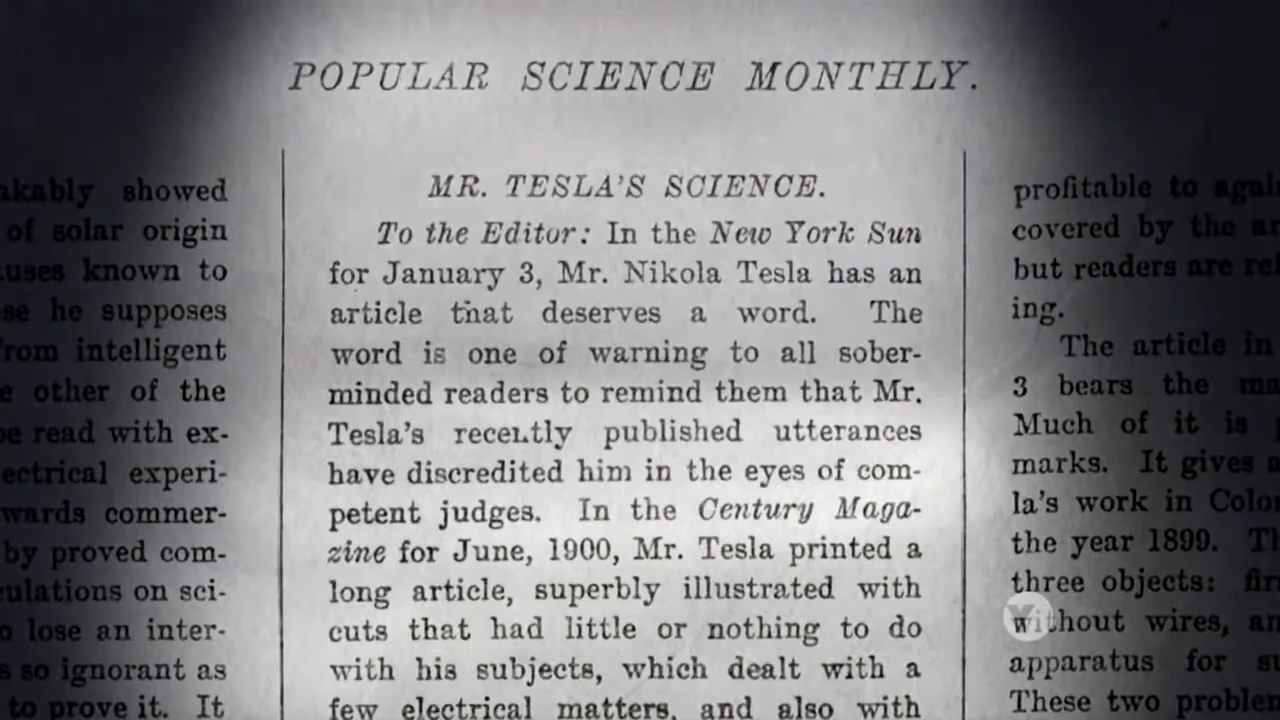 POPULAR SCIENCE MONTHLY.
showed
of solar origin
known to
he supposes
from intelligent
other of the
read with ex-
experi-
commer-
by proved com-
on sci-
lose an inter-
so ignorant as
to prove it. It
MR. TESLA'S SCIENCE.
To the Editor: In the New York Sun
for January 3, Mr. Nikola Tesla has an
article that deserves a word. The
word is one of warning to all sober-
minded readers to remind them that Mr.
Tesla's recently published utterances
have discredited him in the eyes of com-
petent judges. In the Century Maga-
zine for June, 1900, Mr. Tesla printed a
long article, superbly illustrated with
cuts that had little or nothing to do
with his subjects, which dealt with a
few electrical matters, and also with
profitable to
covered by the
but readers are
ing.
The article in
3 bears the
Much of it is
marks. It gives
la's work in
the year 1899.
three objects:
without wires,
apparatus for
These two